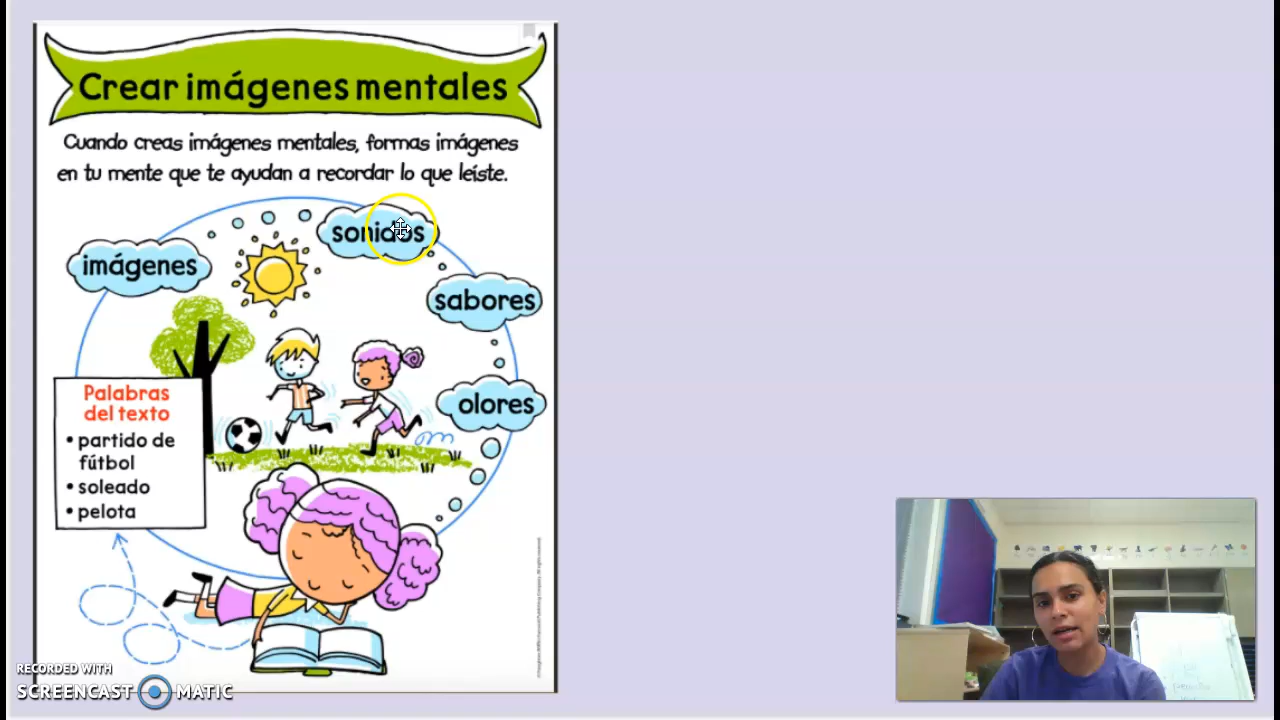 Crear imágenes mentales
Cuando creas imágenes mentales, formas imágenes
en tu mente que te ayudan a recordar lo que leíste.
sonidos
imágenes
sabores
olores
Palabras
del texto
• partido de
fútbol
• soleado
• pelota
RECORDED WITH
SCREENCAST MATIC